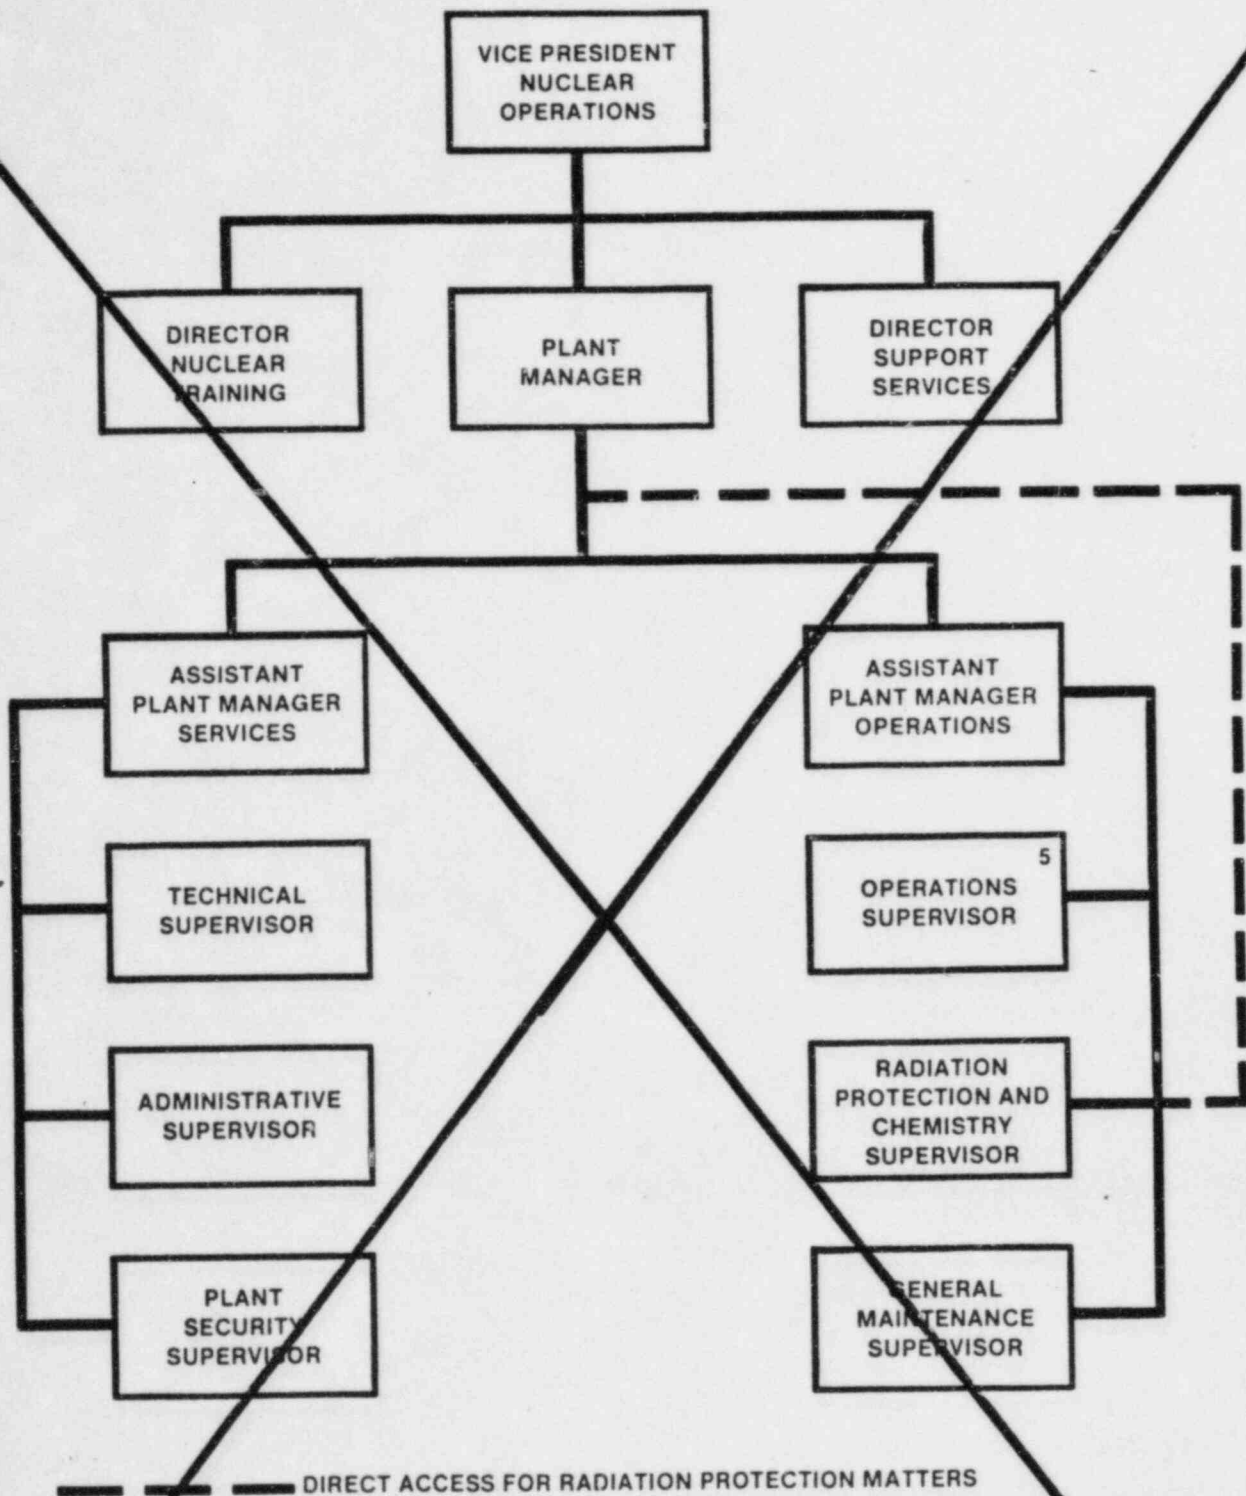 VICE PRESIDENT
NUCLEAR
OPERATIONS
DIRECTOR
NUCLEAR
TRAINING
PLANT
MANAGER
DIRECTOR
SUPPORT
SERVICES
ASSISTANT
PLANT MANAGER
SERVICES
ASSISTANT
PLANT MANAGER
OPERATIONS
TECHNICAL
SUPERVISOR
5
OPERATIONS
SUPERVISOR
ADMINISTRATIVE
SUPERVISOR
RADIATION
PROTECTION AND
CHEMISTRY
SUPERVISOR
PLANT
SECURITY
SUPERVISOR
GENERAL
MAINTENANCE
SUPERVISOR
DIRECT ACCESS FOR RADIATION PROTECTION MATTERS